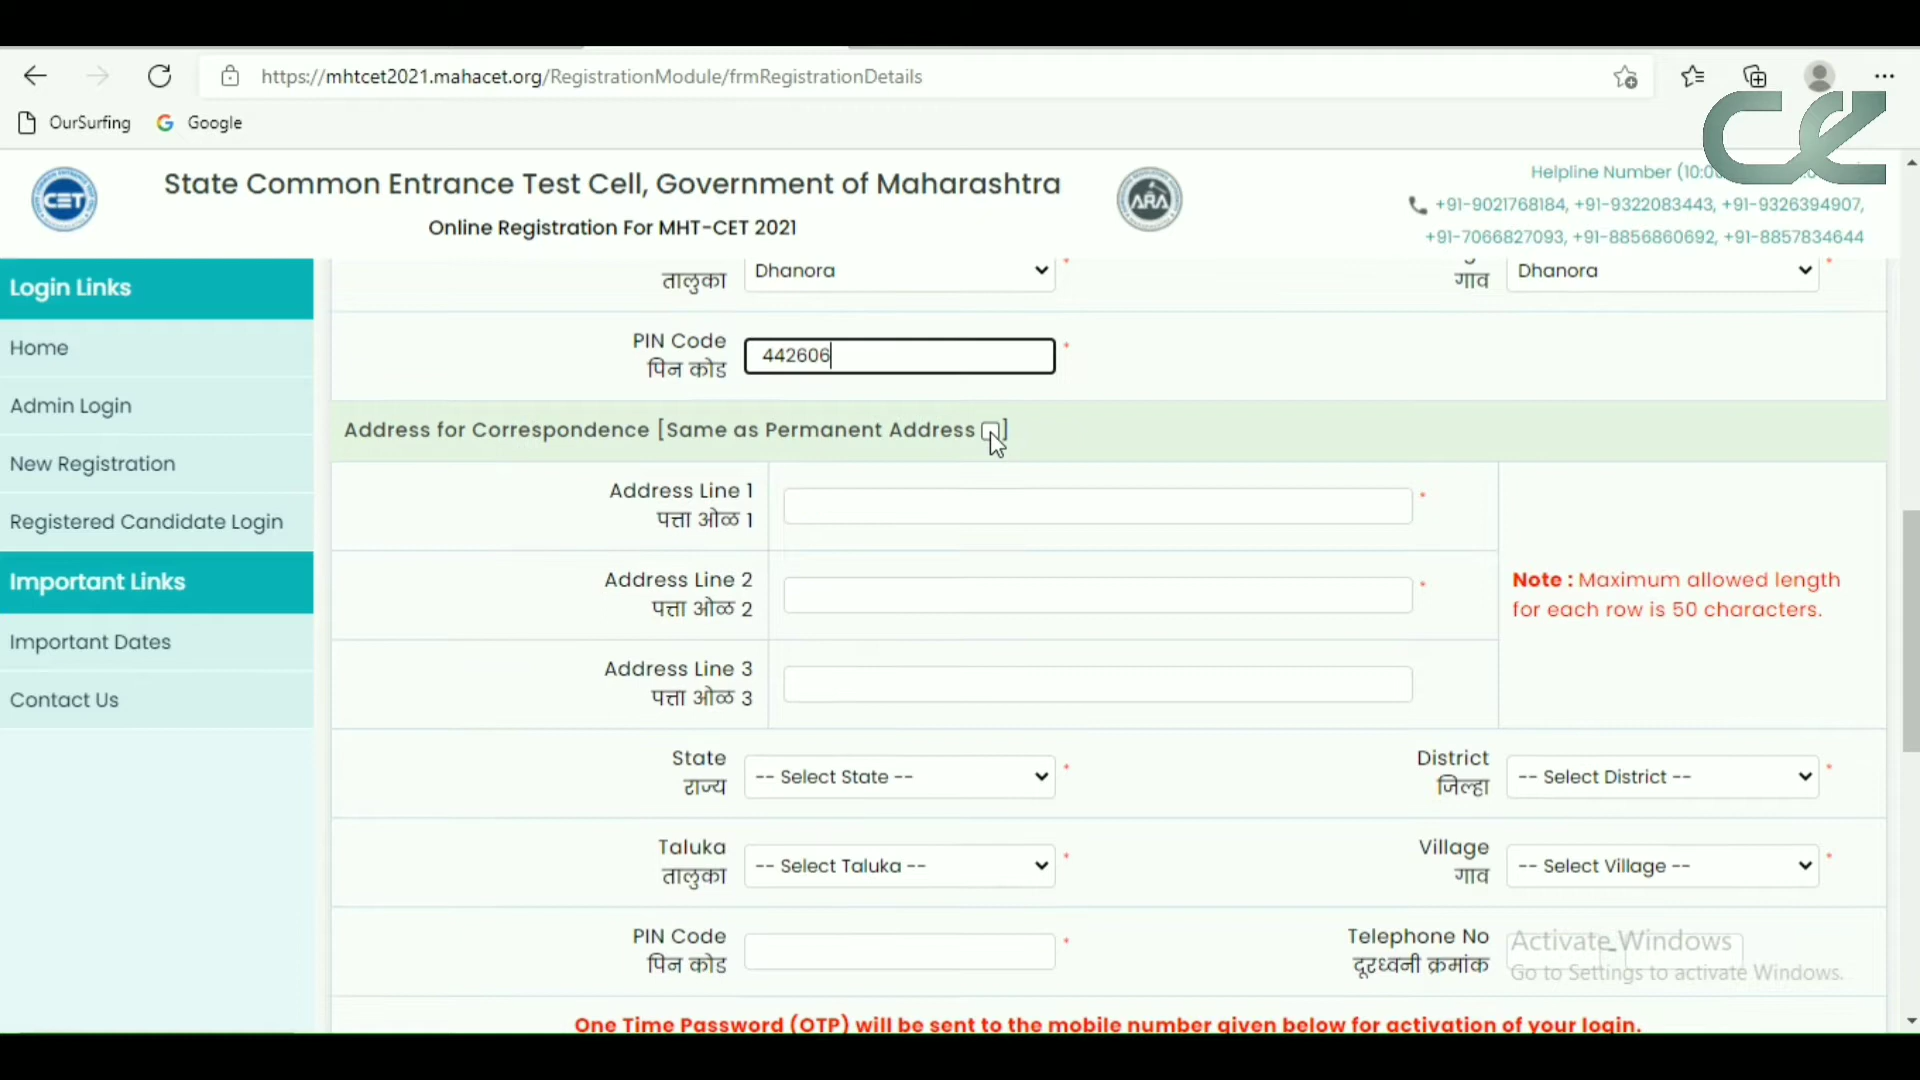 https://mhtcet2021.mahacet.org/RegistrationModule/frmRegistrationDetails
OurSurfing
Google
ce
CET
State Common Entrance Test Cell, Government of Maharashtra
Online Registration For MHT-CET 2021
ARA
Helpline Number (10:0
+91-9021768184, +91-9322083443, +91-9326394907,
+91-7066827093, +91-8856860692, +91-8857834644
Login Links
Home
Admin Login
New Registration
Registered Candidate Login
Important Links
Important Dates
Contact Us
तालुका
Dhanora
*
गाव
Dhanora
*
PIN Code
पिन कोड
442606
*
Address for Correspondence [Same as Permanent Address ]
Address Line 1
पत्ता ओळ 1
*
Address Line 2
पत्ता ओळ 2
*
Address Line 3
पत्ता ओळ 3
Note : Maximum allowed length
for each row is 50 characters.
State
राज्य
-- Select State --
*
District
जिल्हा
-- Select District --
*
Taluka
तालुका
-- Select Taluka --
*
Village
गाव
-- Select Village --
*
PIN Code
पिन कोड
*
Telephone No
दूरध्वनी क्रमांक
-
Activate Windows
Go to Settings to activate Windows.
One Time Password (OTP) will be sent to the mobile number given below for activation of your login.